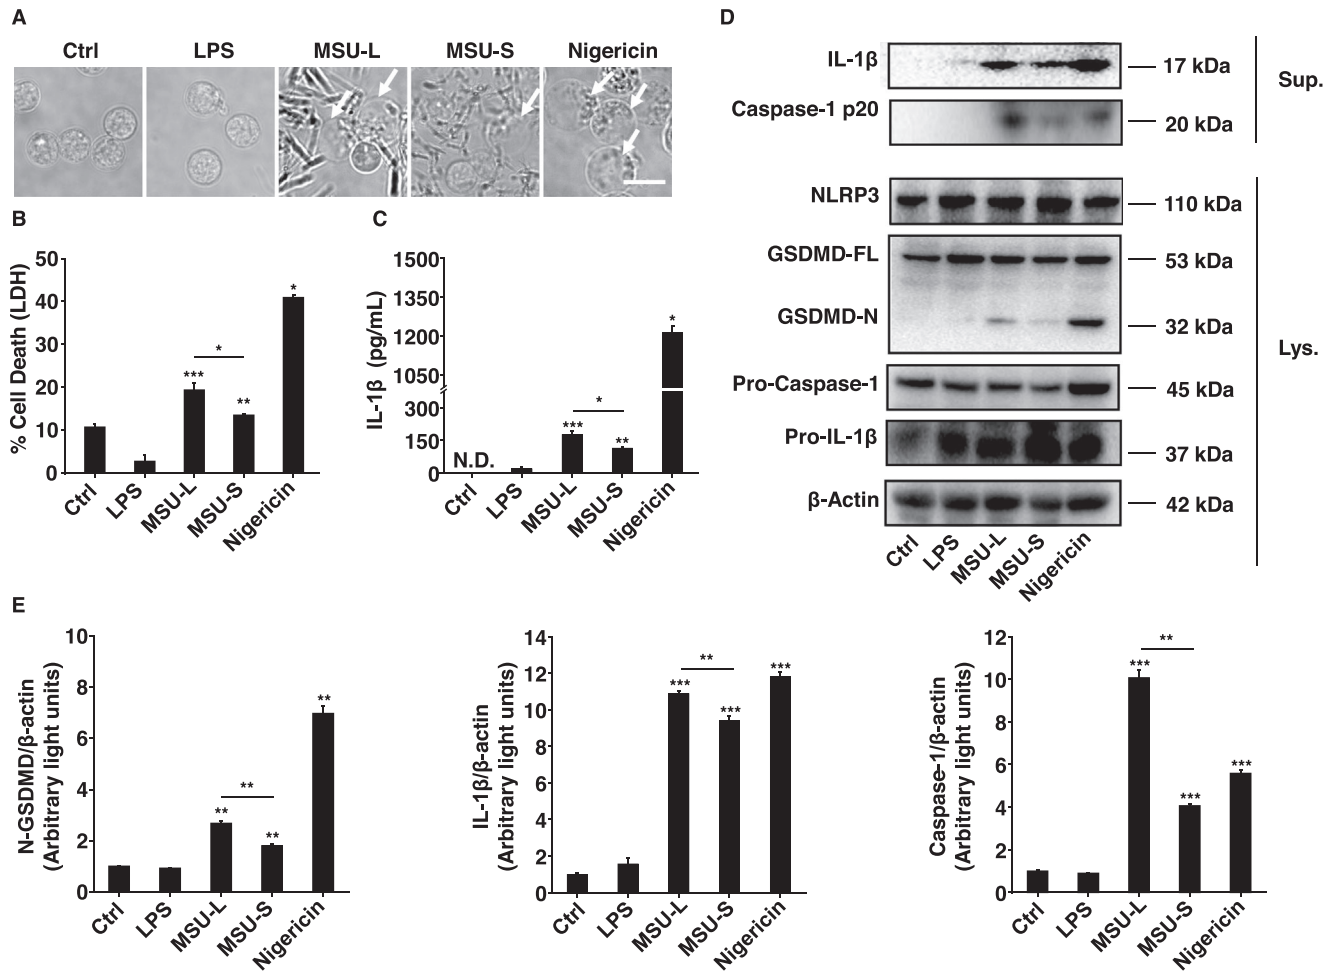 A
Ctrl LPS MSU-L MSU-S Nigericin
B
% Cell Death (LDH)
50
40
30
20
10
0
*
***
**
*
Ctrl LPS MSU-L MSU-S Nigericin
C
IL-1β (pg/mL)
1500
1350
1200
1050
300
150
0
N.D.
*
***
**
*
Ctrl LPS MSU-L MSU-S Nigericin
D
IL-1β 17 kDa
Caspase-1 p20 20 kDa
Sup.
NLRP3 110 kDa
GSDMD-FL 53 kDa
GSDMD-N 32 kDa
Pro-Caspase-1 45 kDa
Pro-IL-1β 37 kDa
β-Actin 42 kDa
Lys.
Ctrl LPS MSU-L MSU-S Nigericin
E
N-GSDMD/β-actin
(Arbitrary light units)
10
8
6
4
2
0
**
**
**
**
Ctrl LPS MSU-L MSU-S Nigericin
IL-1β/β-actin
(Arbitrary light units)
14
12
10
8
6
4
2
0
**
***
***
***
Ctrl LPS MSU-L MSU-S Nigericin
Caspase-1/β-actin
(Arbitrary light units)
12
10
8
6
4
2
0
**
***
***
***
Ctrl LPS MSU-L MSU-S Nigericin